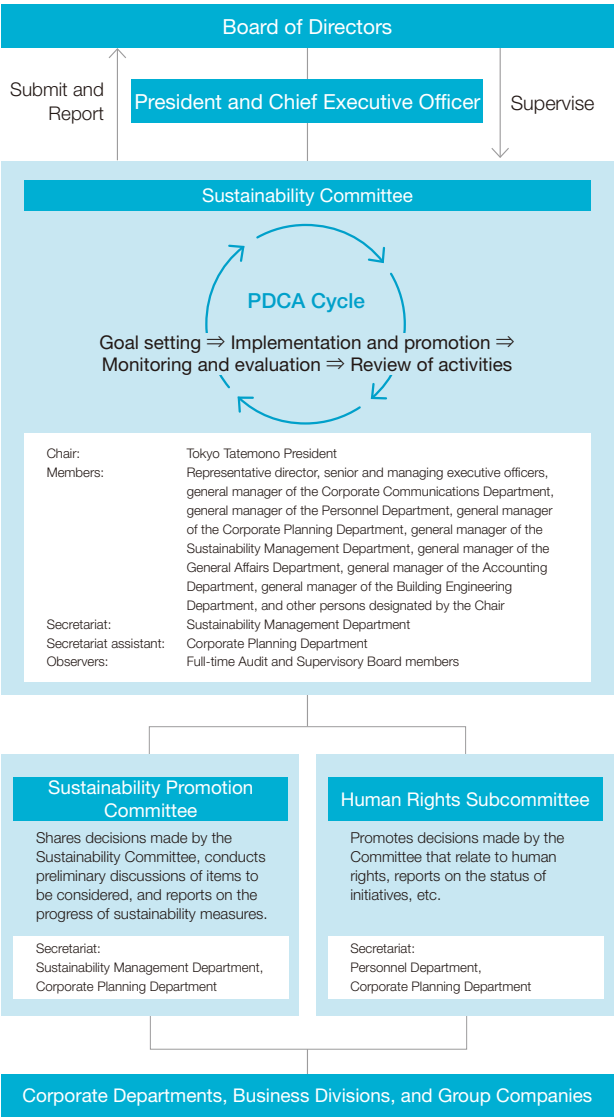 Board of Directors
Submit and
Report
President and Chief Executive Officer
Supervise
Sustainability Committee
PDCA Cycle
Goal setting ⇒ Implementation and promotion ⇒
Monitoring and evaluation ⇒ Review of activities
Chair: Tokyo Tatemono President
Members: Representative director, senior and managing executive officers,
general manager of the Corporate Communications Department,
general manager of the Personnel Department, general manager
of the Corporate Planning Department, general manager of the
Sustainability Management Department, general manager of the
General Affairs Department, general manager of the Accounting
Department, general manager of the Building Engineering
Department, and other persons designated by the Chair
Secretariat: Sustainability Management Department
Secretariat assistant: Corporate Planning Department
Observers: Full-time Audit and Supervisory Board members
Sustainability Promotion
Committee
Shares decisions made by the
Sustainability Committee, conducts
preliminary discussions of items to
be considered, and reports on the
progress of sustainability measures.
Secretariat:
Sustainability Management Department,
Corporate Planning Department
Human Rights Subcommittee
Promotes decisions made by the
Committee that relate to human
rights, reports on the status of
initiatives, etc.
Secretariat:
Personnel Department,
Corporate Planning Department
Corporate Departments, Business Divisions, and Group Companies